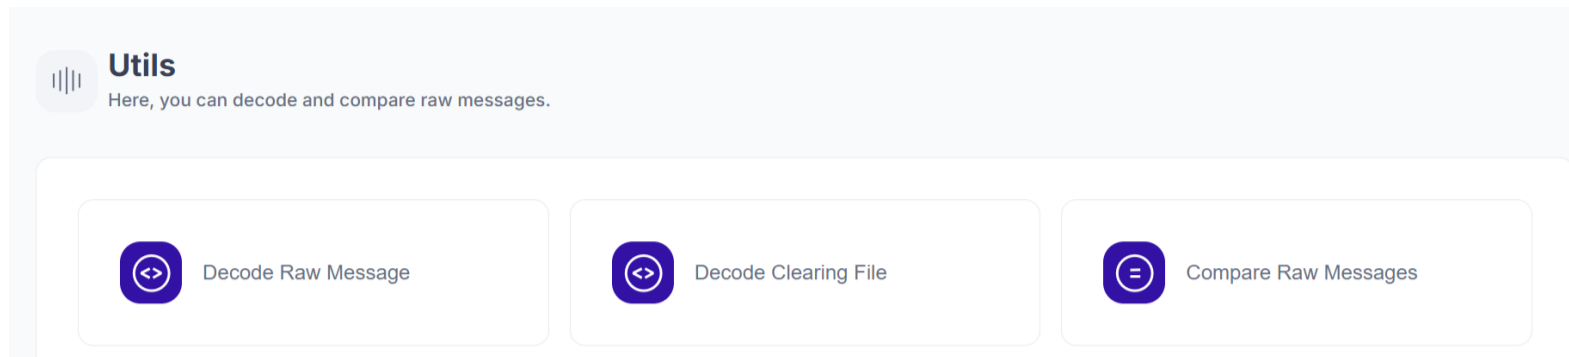 Utils
Here, you can decode and compare raw messages.
Decode Raw Message
Decode Clearing File
Compare Raw Messages